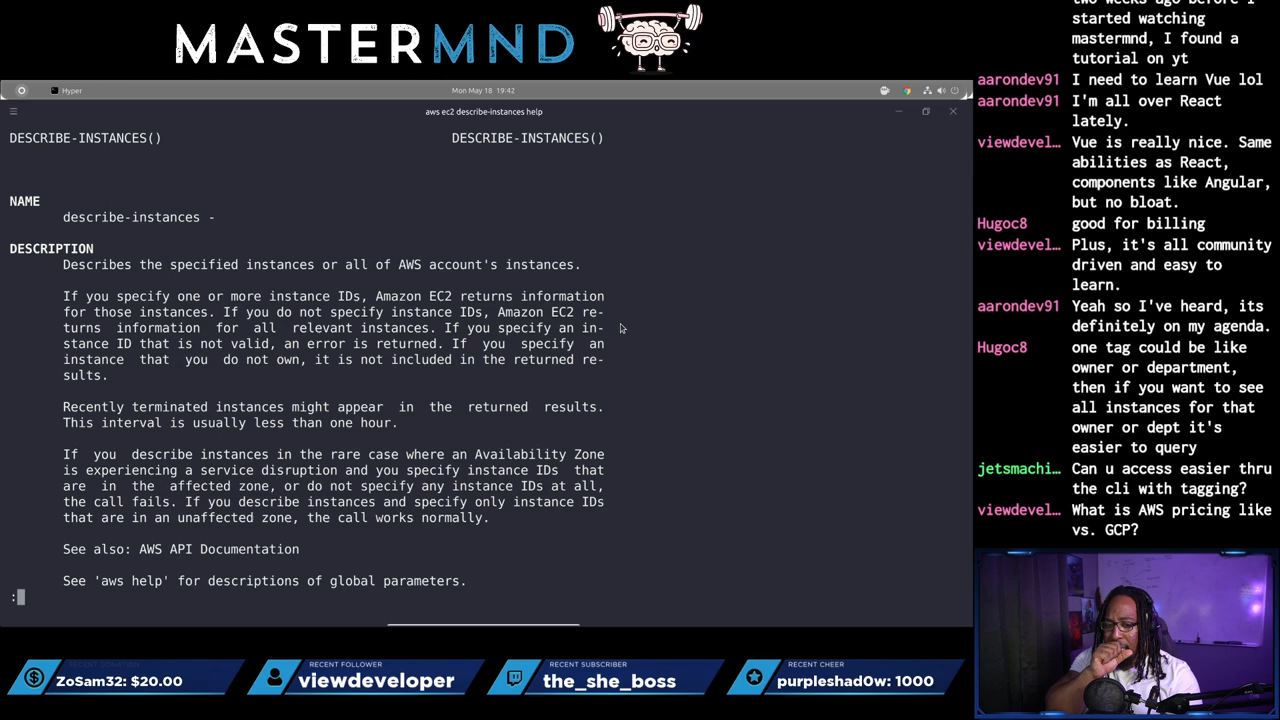 MASTERMND
Hyper
Mon May 18 19:42
aws ec2 describe-instances help
DESCRIBE-INSTANCES() DESCRIBE-INSTANCES()
NAME
describe-instances -
DESCRIPTION
Describes the specified instances or all of AWS account's instances.
If you specify one or more instance IDs, Amazon EC2 returns information
for those instances. If you do not specify instance IDs, Amazon EC2 re-
turns information for all relevant instances. If you specify an in-
stance ID that is not valid, an error is returned. If you specify an
instance that you do not own, it is not included in the returned re-
sults.
Recently terminated instances might appear in the returned results.
This interval is usually less than one hour.
If you describe instances in the rare case where an Availability Zone
is experiencing a service disruption and you specify instance IDs that
are in the affected zone, or do not specify any instance IDs at all,
the call fails. If you describe instances and specify only instance IDs
that are in an unaffected zone, the call works normally.
See also: AWS API Documentation
See 'aws help' for descriptions of global parameters.
:
two weeks ago before i
started watching
mastermnd, I found a
tutorial on yt
aarondev91 I need to learn Vue lol
aarondev91 I'm all over React
lately.
viewdevel… Vue is really nice. Same
abilities as React,
components like Angular,
but no bloat.
Hugoc8 good for billing
viewdevel… Plus, it's all community
driven and easy to
learn.
aarondev91 Yeah so I've heard, its
definitely on my agenda.
Hugoc8 one tag could be like
owner or department,
then if you want to see
all instances for that
owner or dept it's
easier to query
jetsmachi… Can u access easier thru
the cli with tagging?
viewdevel… What is AWS pricing like
vs. GCP?
RECENT DONATION
ZoSam32: $20.00
RECENT FOLLOWER
viewdeveloper
RECENT SUBSCRIBER
the_she_boss
RECENT CHEER
purpleshad0w: 1000